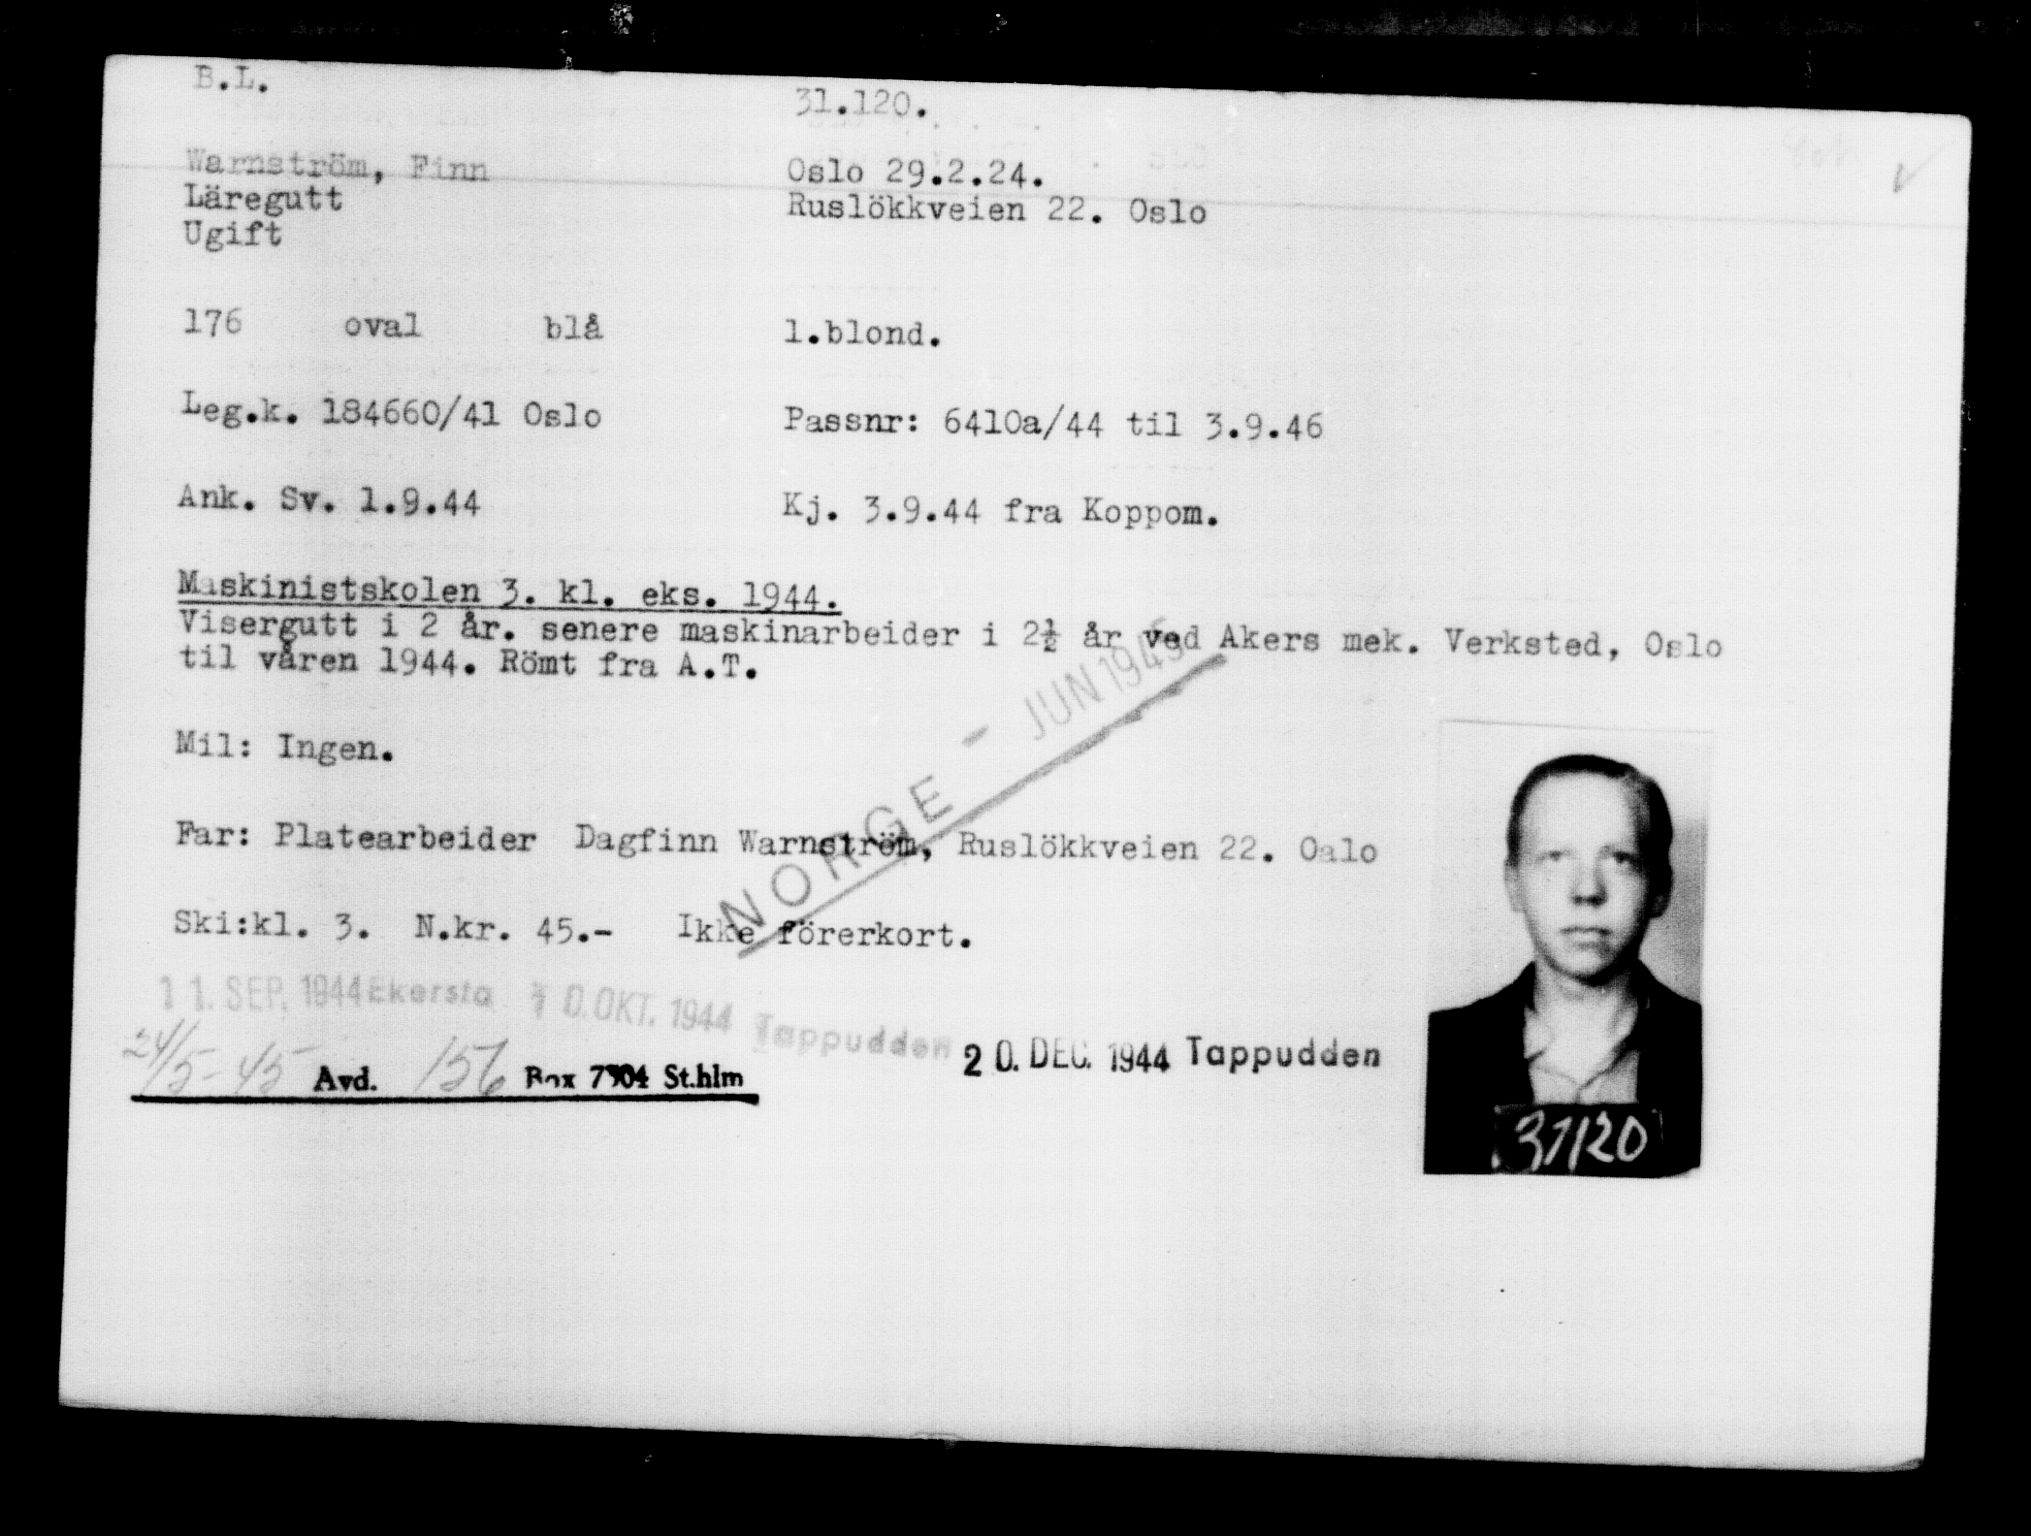 B.L.
31.120.
Warnström, Finn
Oslo 29.2.24.
Läregutt
Ruslökkveien 22. Oslo
Ugift
176 oval blå l.blond.
Leg.k. 184660/41 Oslo
Passnr: 6410a/44 til 3.9.46
Ank. Sv. 1.9.44
Kj. 3.9.44 fra Koppom.
Maskinistskolen 3. kl. eks. 1944.
Visergutt i 2 år. senere maskinarbeider i 2½ år ved Akers mek. Verksted, Oslo
til våren 1944. Römt fra A.T.
NORGE - JUN 1945
Mil: Ingen.
Far: Platearbeider Dagfinn Warnström, Ruslökkveien 22. Oslo
Ski:kl. 3. N.kr. 45.- Ikke förerkort.
11. SEP. 1944 Ekersta
10. OKT. 1944 Tappudden
20. DEC. 1944 Tappudden
24/5-45 Avd. 156 Box 7904 St.hlm
31120